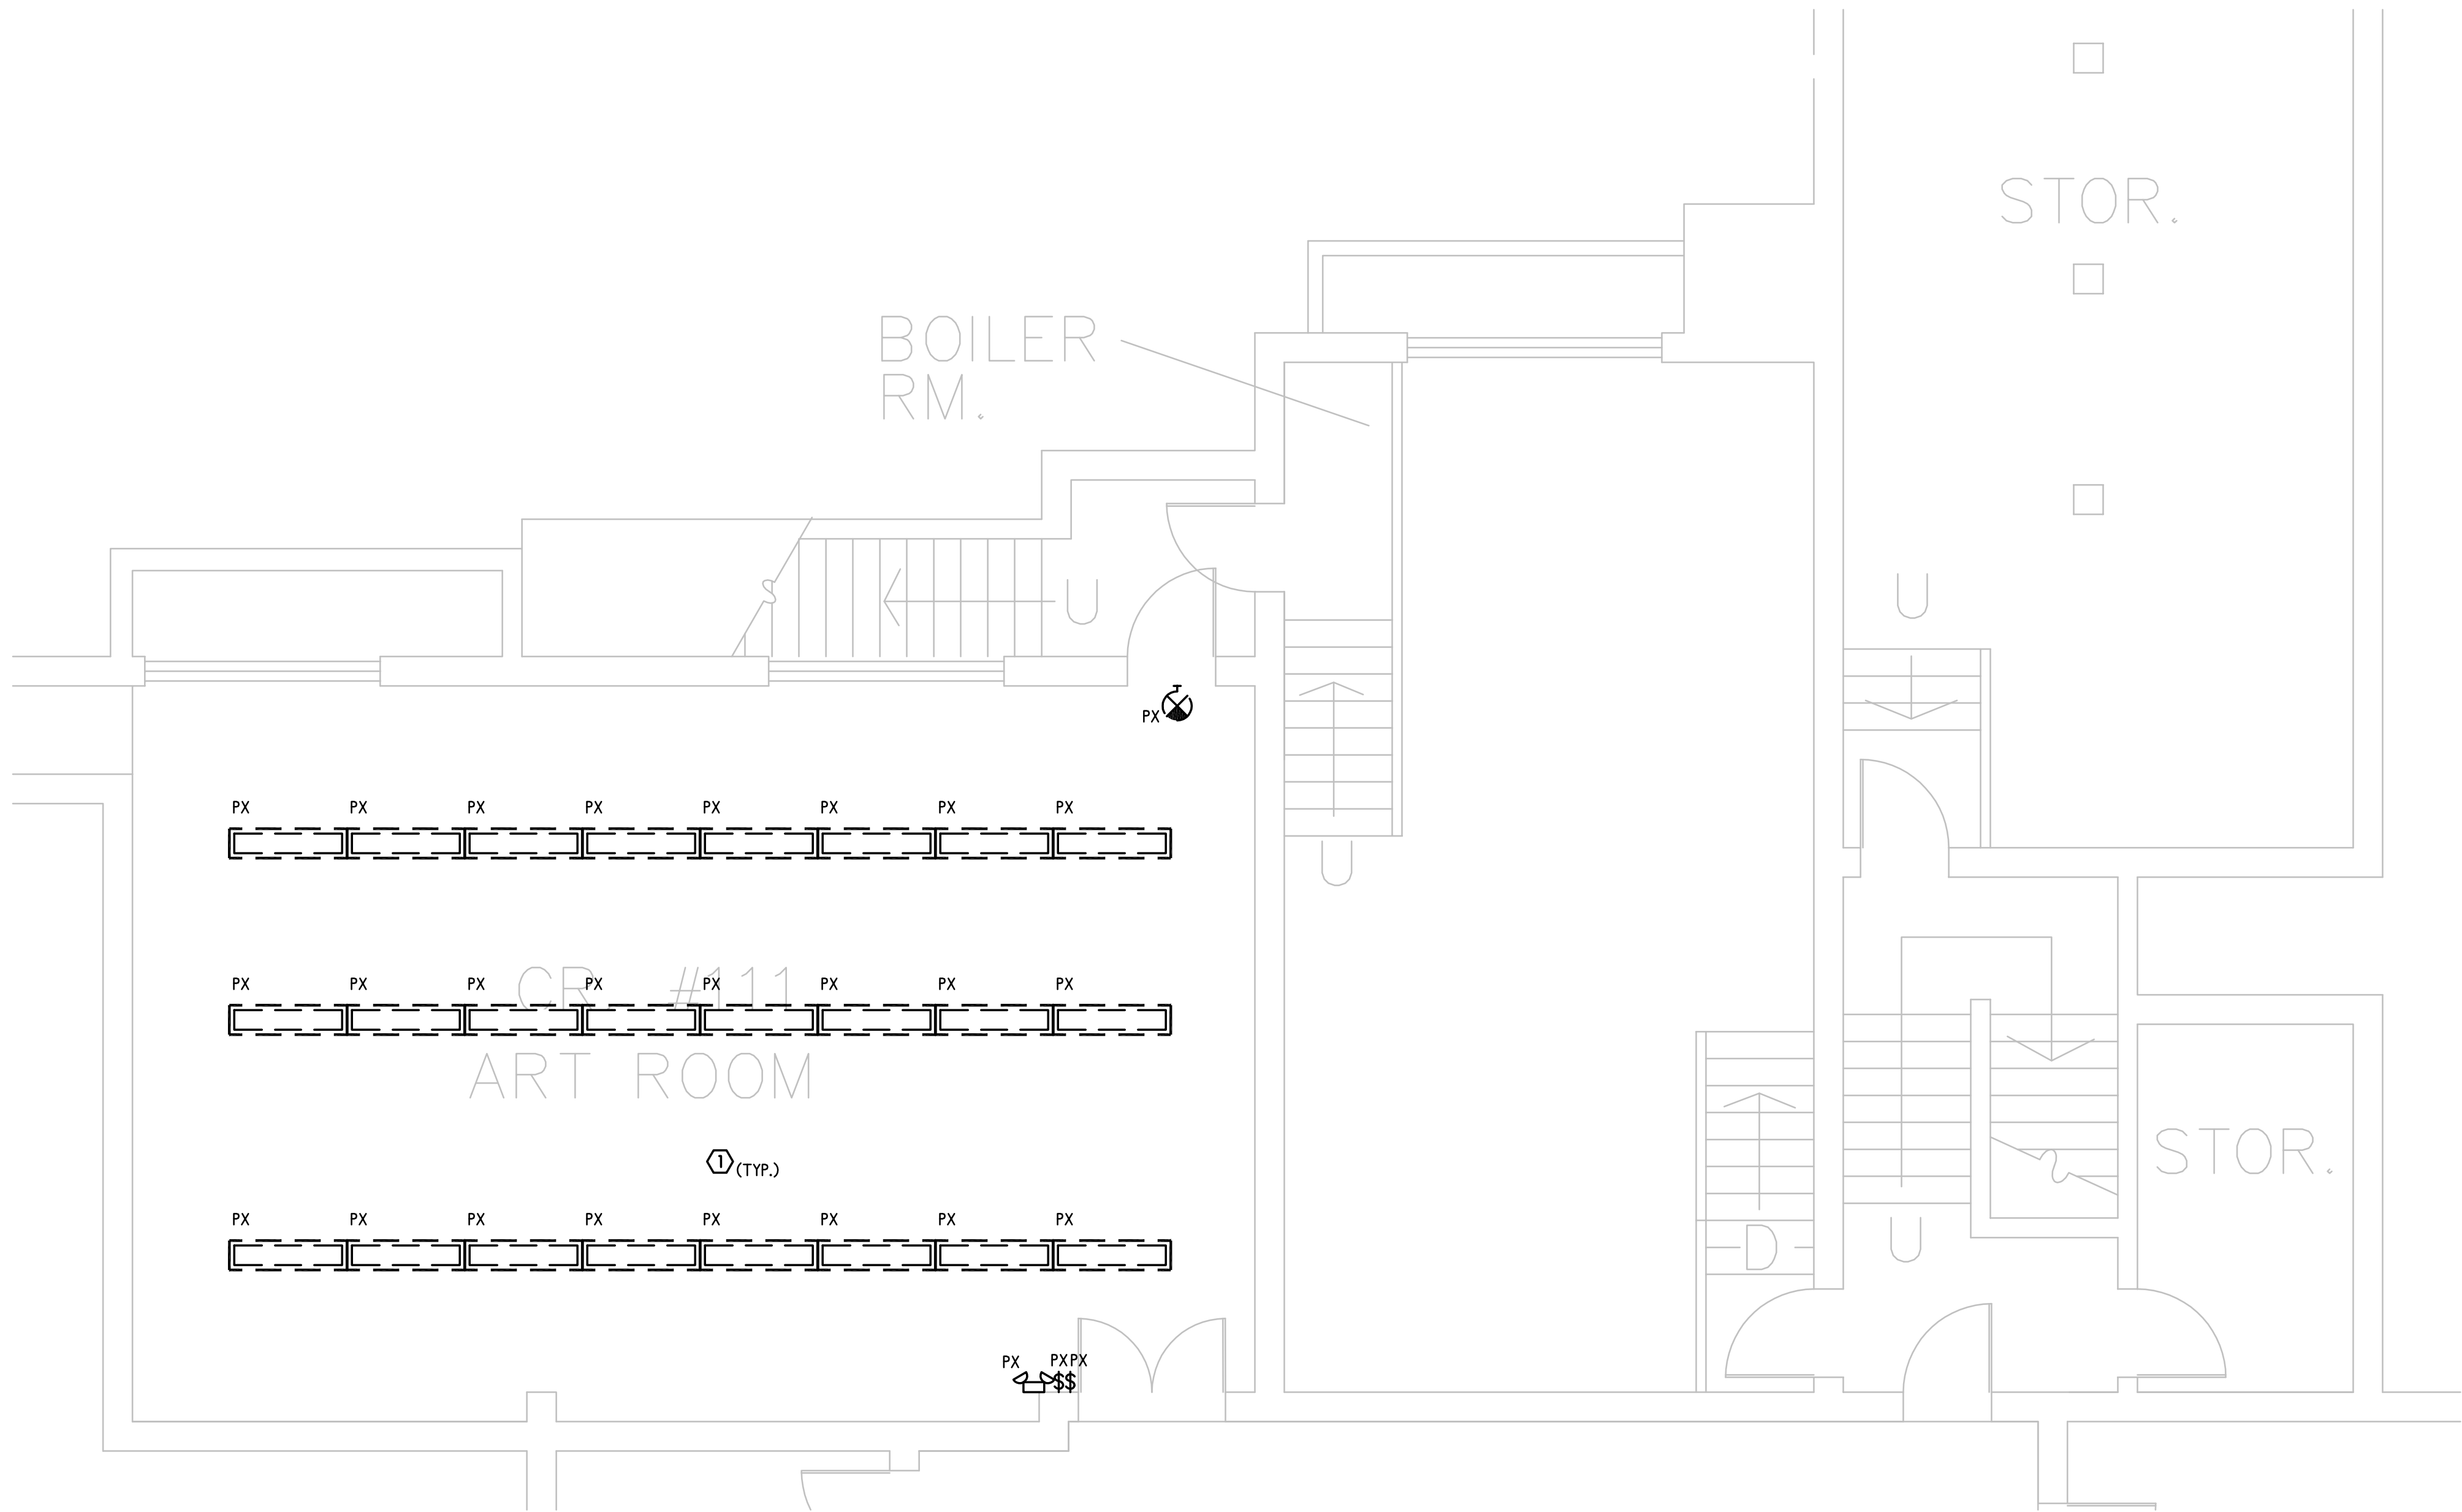 STOR.
BOILER
RM.
U
U
PX
PX PX PX PX PX PX PX PX
U
CR. #111
PX PX PX PX PX PX PX PX
ART ROOM
1 (TYP.)
STOR.
PX PX PX PX PX PX PX PX
D
U
PX PXPX
$$